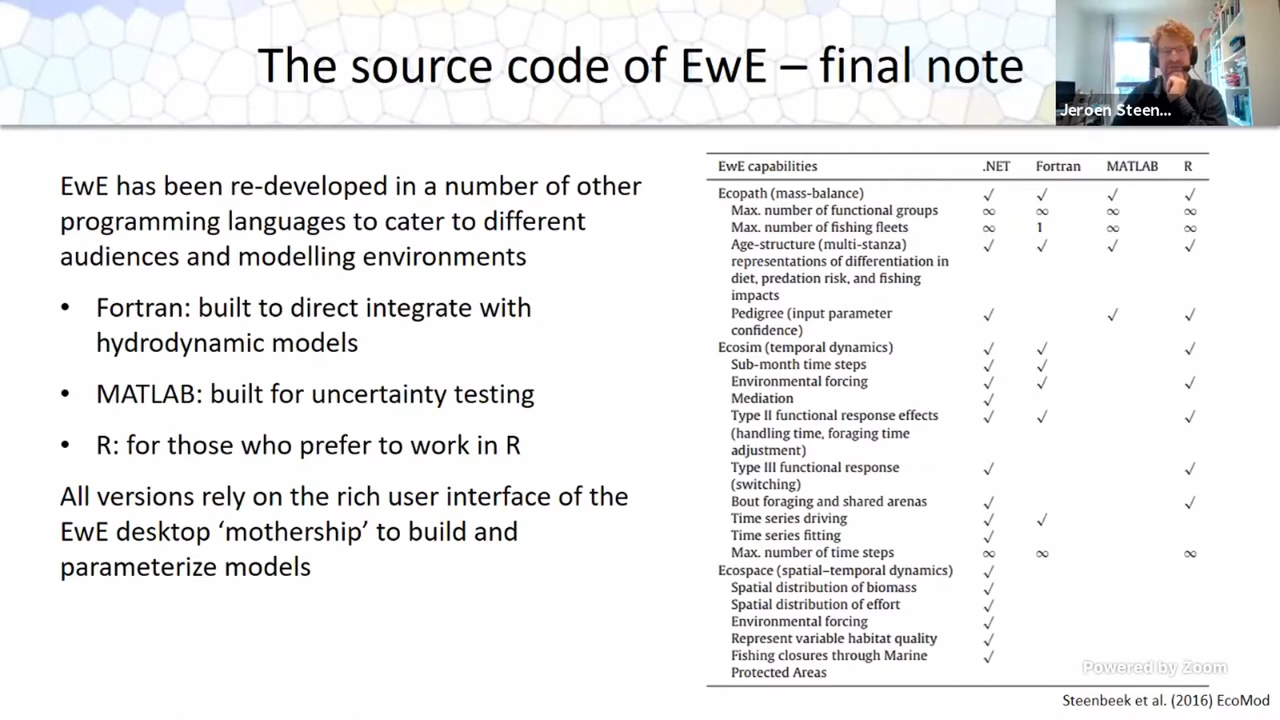 The source code of EwE – final note
Jeroen Steen...
EwE has been re-developed in a number of other
programming languages to cater to different
audiences and modelling environments
• Fortran: built to direct integrate with
hydrodynamic models
• MATLAB: built for uncertainty testing
• R: for those who prefer to work in R
All versions rely on the rich user interface of the
EwE desktop ‘mothership’ to build and
parameterize models
EwE capabilities .NET Fortran MATLAB R
Ecopath (mass-balance) √ √ √ √
Max. number of functional groups ∞ ∞ ∞ ∞
Max. number of fishing fleets ∞ 1 ∞ ∞
Age-structure (multi-stanza) √ √ √ √
representations of differentiation in
diet, predation risk, and fishing
impacts
Pedigree (input parameter √ √ √
confidence)
Ecosim (temporal dynamics) √ √ √
Sub-month time steps √ √
Environmental forcing √ √ √
Mediation √
Type II functional response effects √ √ √
(handling time, foraging time
adjustment)
Type III functional response √ √
(switching)
Bout foraging and shared arenas √ √
Time series driving √ √
Time series fitting √
Max. number of time steps ∞ ∞ ∞
Ecospace (spatial–temporal dynamics) √
Spatial distribution of biomass √
Spatial distribution of effort √
Environmental forcing √
Represent variable habitat quality √
Fishing closures through Marine √
Protected Areas
Powered by Zoom
Steenbeek et al. (2016) EcoMod